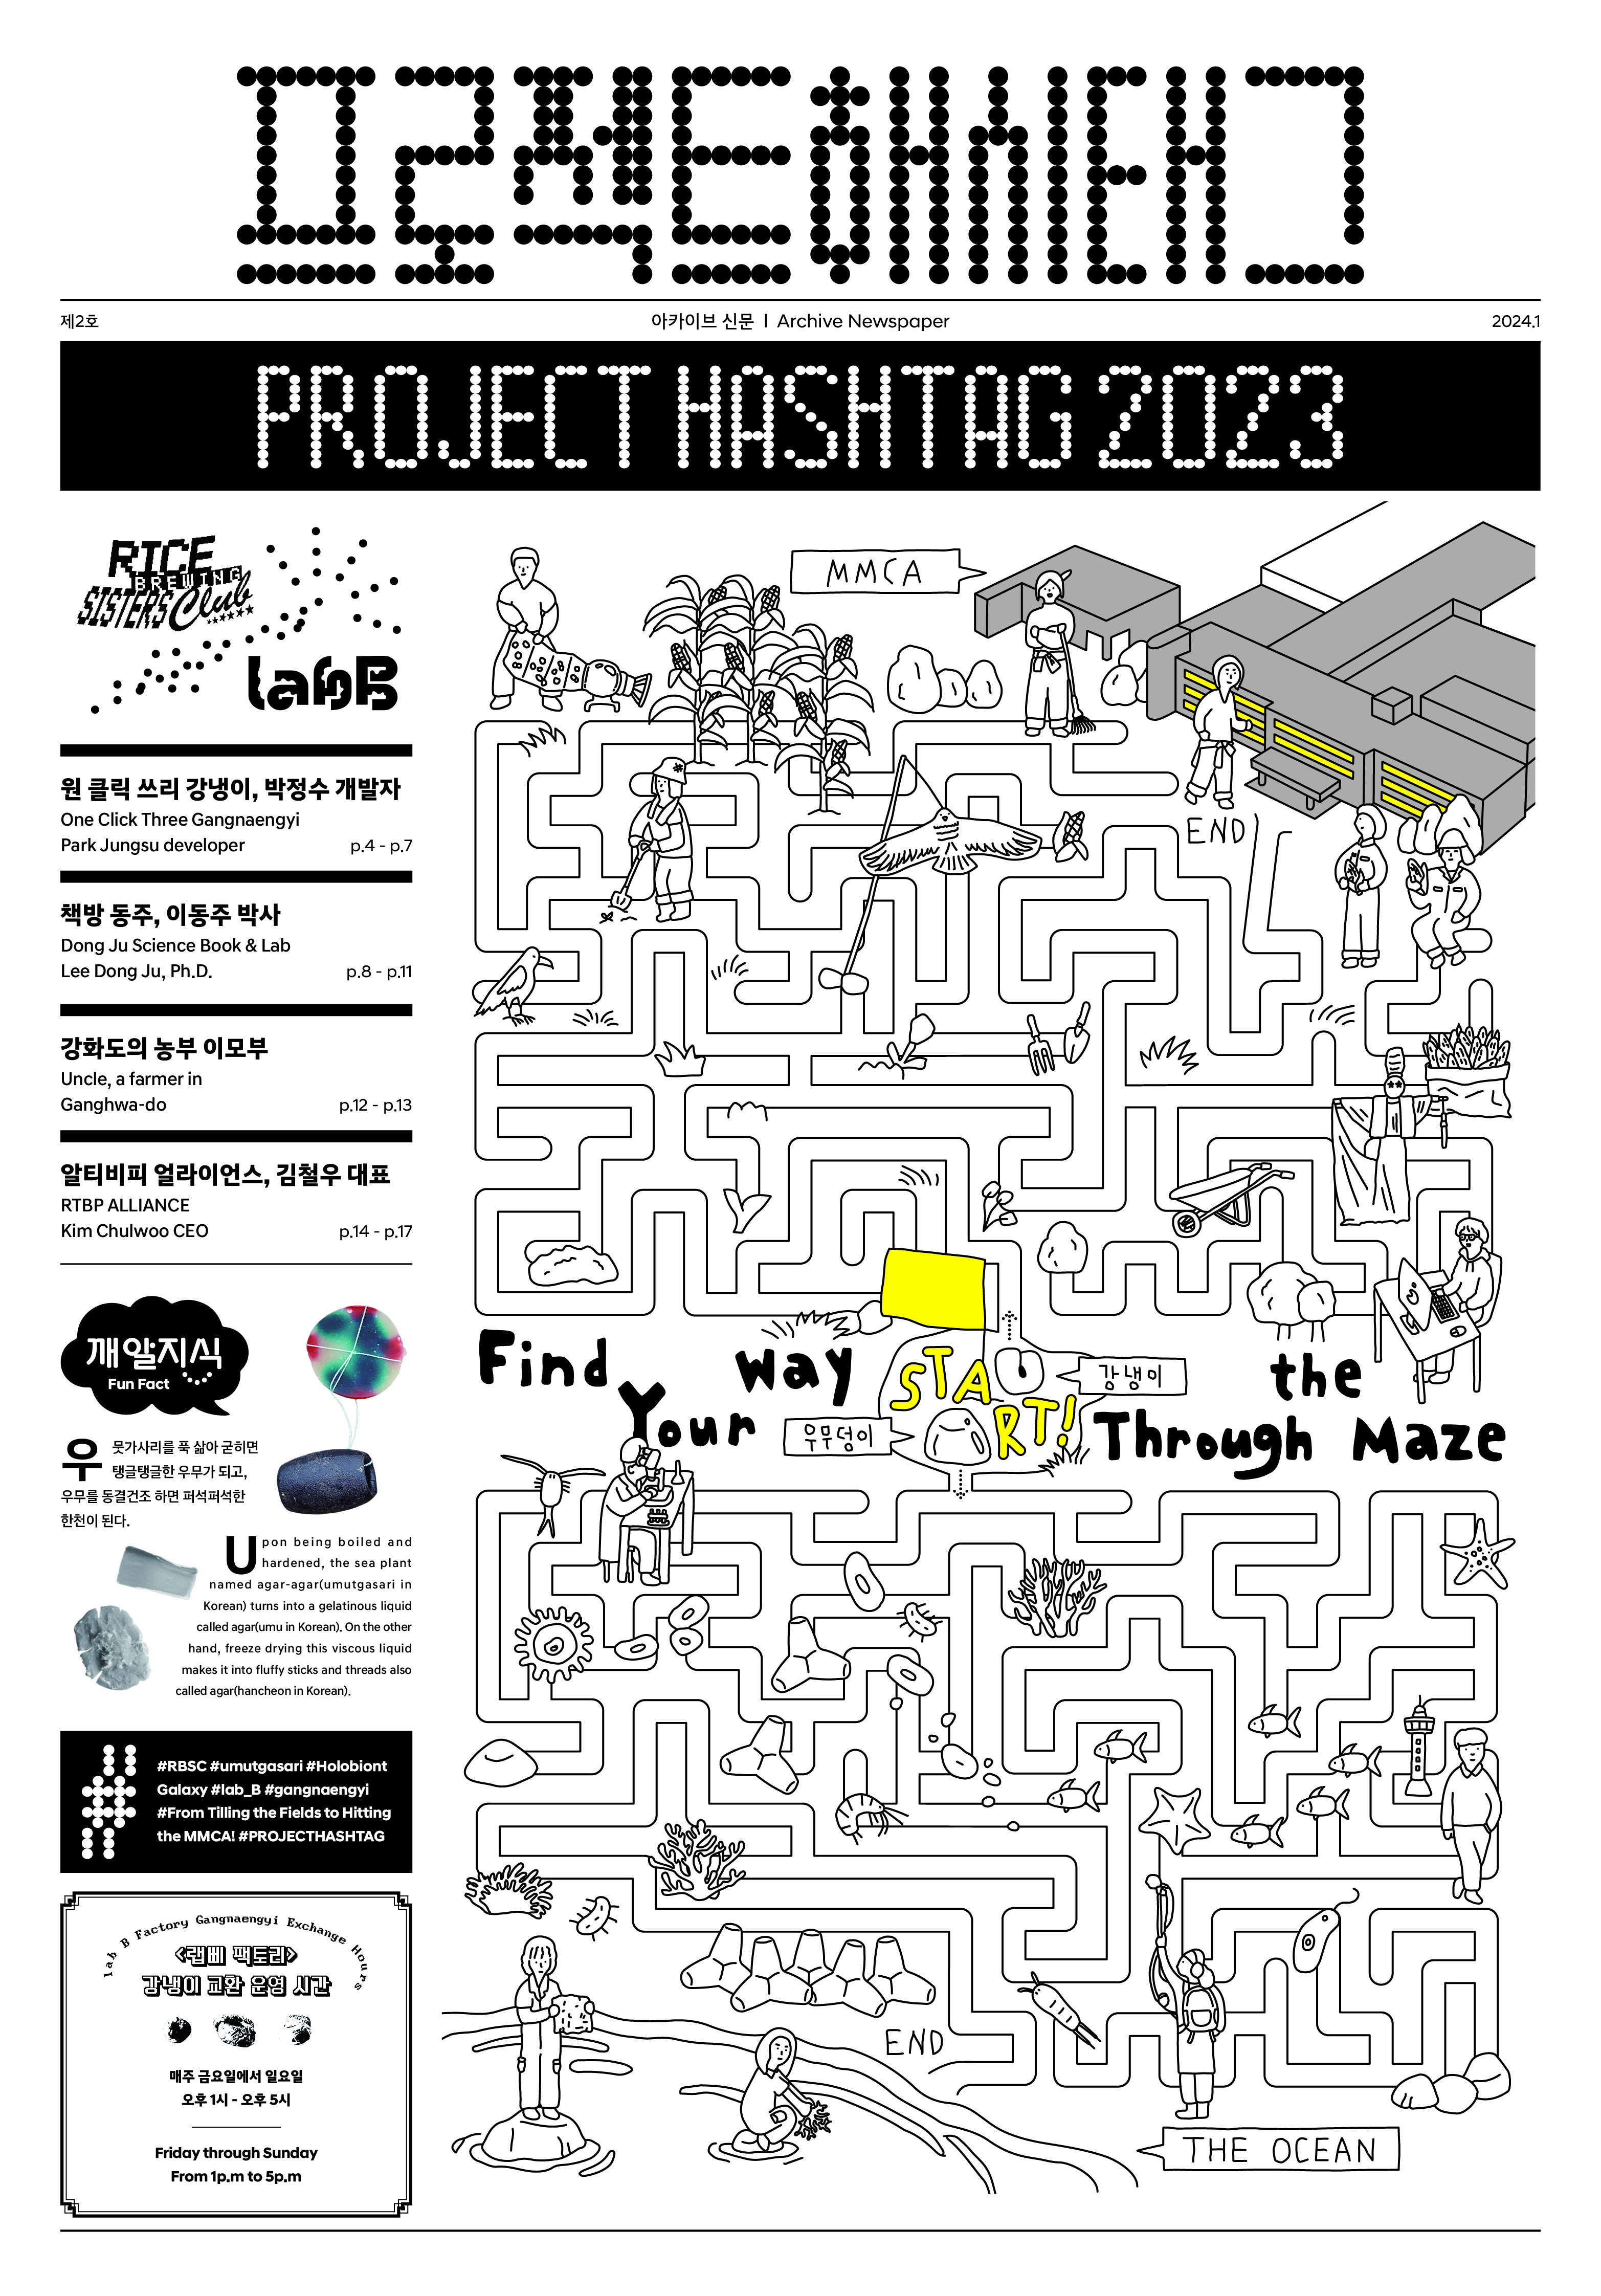 프로젝트해시태그
제2호
아카이브 신문 | Archive Newspaper
2024.1
PROJECT HASHTAG 2023
RICE
BREWING
SISTERS Club
lab B
원 클릭 쓰리 강냉이, 박정수 개발자
One Click Three Gangnaengyi
Park Jungsu developer p.4 - p.7
책방 동주, 이동주 박사
Dong Ju Science Book & Lab
Lee Dong Ju, Ph.D. p.8 - p.11
강화도의 농부 이모부
Uncle, a farmer in
Ganghwa-do p.12 - p.13
알티비피 얼라이언스, 김철우 대표
RTBP ALLIANCE
Kim Chulwoo CEO p.14 - p.17
깨알지식
Fun Fact
우뭇가사리를 푹 삶아 굳히면
탱글탱글한 우무가 되고,
우무를 동결건조 하면 퍼석퍼석한
한천이 된다.
Upon being boiled and
hardened, the sea plant
named agar-agar(umutgasari in
Korean) turns into a gelatinous liquid
called agar(umu in Korean). On the other
hand, freeze drying this viscous liquid
makes it into fluffy sticks and threads also
called agar(hancheon in Korean).
#RBSC #umutgasari #Holobiont
Galaxy #lab_B #gangnaengyi
#From Tilling the Fields to Hitting
the MMCA! #PROJECTHASHTAG
lab B Factory Gangnaengyi Exchange Hours
<랩삐 팩토리>
강냉이 교환 운영 시간
매주 금요일에서 일요일
오후 1시 - 오후 5시
Friday through Sunday
From 1p.m to 5p.m
MMCA
#
END
Find Your way the Through Maze
START!
강냉이
우무덩이
END
THE OCEAN